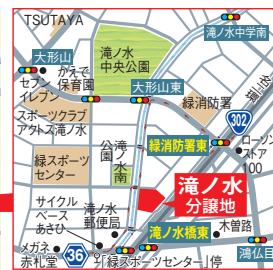 TSUTAYA
滝ノ水中学南
大形山
滝ノ水
中央公園
セブン
イレブン
かえで
保育園
大形山東
緑消防署
スポーツクラブ
アクトス滝ノ水
302
滝ノ水南
公園
緑消防署東
ローソン
ストア
100
緑スポーツ
センター
滝ノ水
分譲地
サイクル
ベース
あさひ
滝ノ水
郵便局
滝ノ水橋東
木曽路
メガネ
赤札堂
36
「緑スポーツセンター」停
鴻仏目